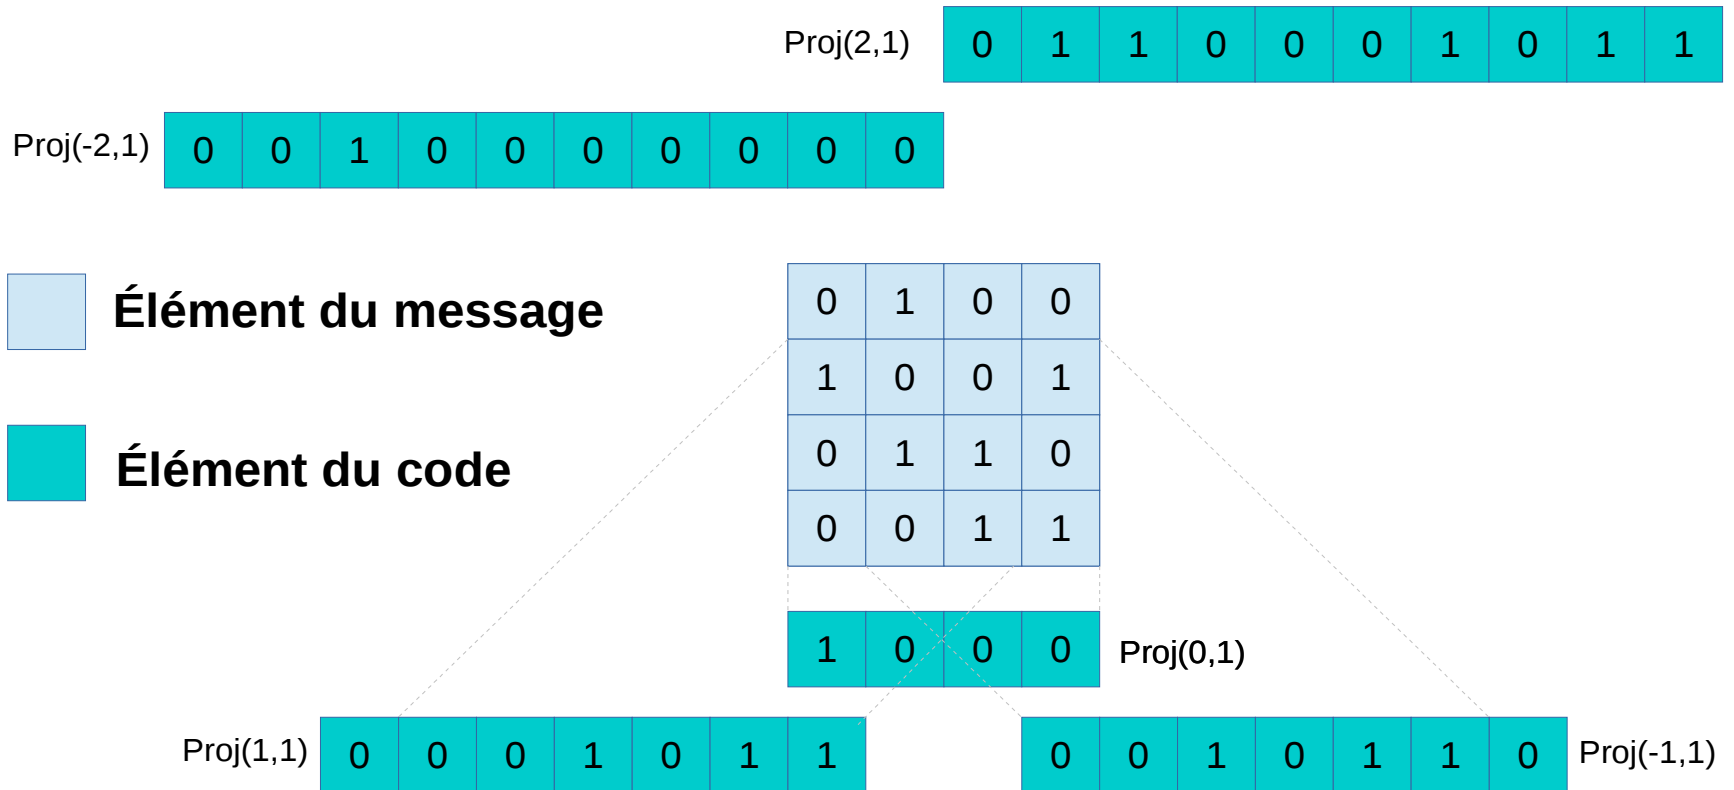 Proj(2,1) 0 1 1 0 0 0 1 0 1 1
Proj(-2,1) 0 0 1 0 0 0 0 0 0 0
Élément du message
Élément du code
0 1 0 0
1 0 0 1
0 1 1 0
0 0 1 1
1 0 0 0 Proj(0,1)
Proj(1,1) 0 0 0 1 0 1 1
0 0 1 0 1 1 0 Proj(-1,1)